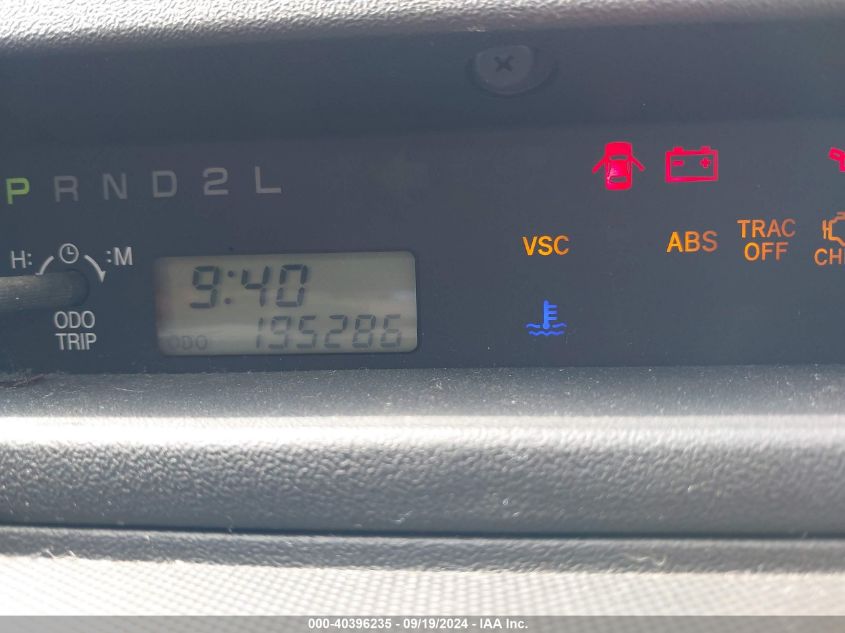 P R N D 2 L
H: :M
ODO
TRIP
9:40
ODO 195286
VSC
ABS
TRAC
OFF
000-40396235 - 09/19/2024 - IAA Inc.